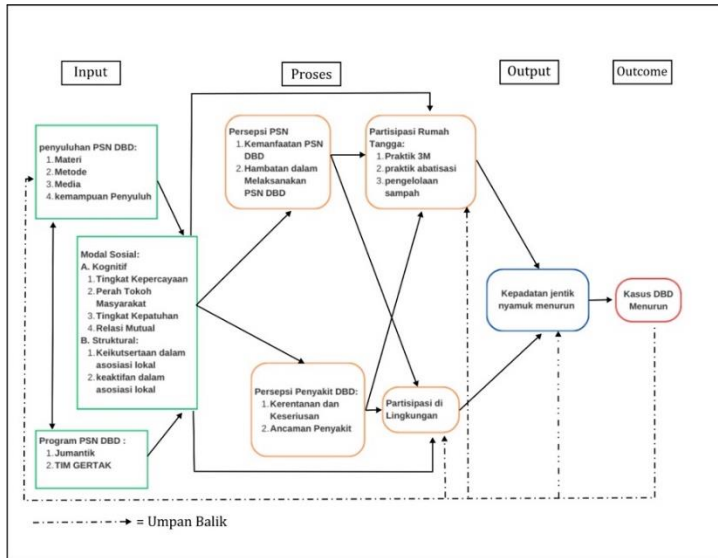 Input
Proses
Output
Outcome
penyuluhan PSN DBD:
1. Materi
2. Metode
3. Media
4. kemampuan Penyuluh
Modal Sosial:
A. Kognitif
1. Tingkat Kepercayaan
2. Perah Tokoh
Masyarakat
3. Tingkat Kepatuhan
4. Relasi Mutual
B. Struktural:
1. Keikutsertaan dalam
asosiasi lokal
2. keaktifan dalam
asosiasi lokal
Program PSN DBD :
1. Jumantik
2. TIM GERTAK
Persepsi PSN
1. Kemanfaatan PSN
DBD
2. Hambatan dalam
Melaksanakan
PSN DBD
Persepsi Penyakit DBD:
1. Kerentanan dan
Keseriusan
2. Ancaman Penyakit
Partisipasi Rumah
Tangga:
1. Praktik 3M
2. praktik abatisasi
3. pengelolaan
sampah
Partisipasi di
Lingkungan
Kepadatan jentik
nyamuk menurun
Kasus DBD
Menurun
= Umpan Balik